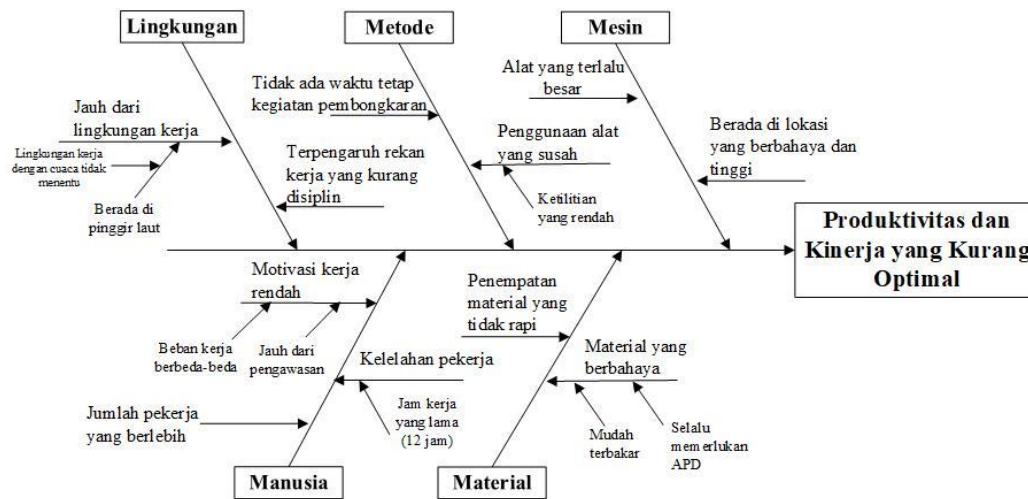 Lingkungan
Metode
Mesin
Alat yang terlalu
besar
Tidak ada waktu tetap
kegiatan pembongkaran
Jauh dari
lingkungan kerja
Penggunaan alat
yang susah
Berada di lokasi
yang berbahaya dan
tinggi
Lingkungan kerja
dengan cuaca tidak
menentu
Terpengaruh rekan
kerja yang kurang
disiplin
Berada di
pinggir laut
Ketilitian
yang rendah
Produktivitas dan
Kinerja yang Kurang
Optimal
Motivasi kerja
rendah
Penempatan
material yang
tidak rapi
Beban kerja
berbeda-beda
Jauh dari
pengawasan
Kelelahan pekerja
Material yang
berbahaya
Jumlah pekerja
yang berlebih
Jam kerja
yang lama
(12 jam)
Mudah
terbakar
Selalu
memerlukan
APD
Manusia
Material